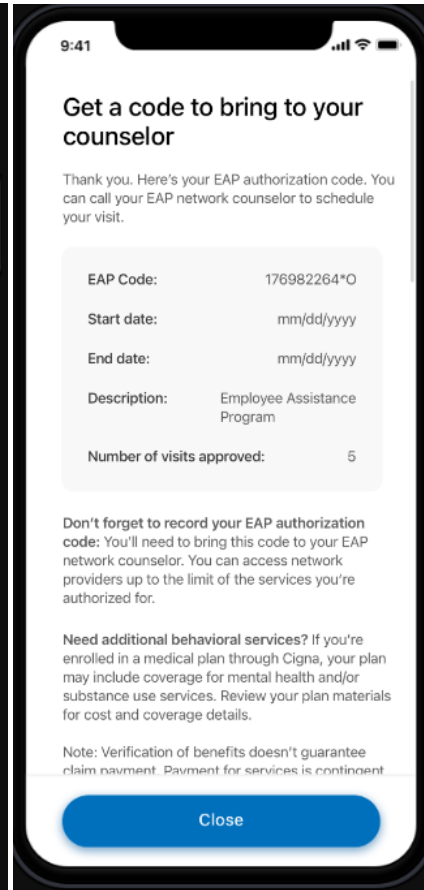 9:41
Get a code to bring to your
counselor
Thank you. Here's your EAP authorization code. You
can call your EAP network counselor to schedule
your visit.
EAP Code: 176982264*O
Start date: mm/dd/yyyy
End date: mm/dd/yyyy
Description: Employee Assistance
Program
Number of visits approved: 5
Don't forget to record your EAP authorization
code: You'll need to bring this code to your EAP
network counselor. You can access network
providers up to the limit of the services you're
authorized for.
Need additional behavioral services? If you're
enrolled in a medical plan through Cigna, your plan
may include coverage for mental health and/or
substance use services. Review your plan materials
for cost and coverage details.
Note: Verification of benefits doesn't guarantee
claim payment. Payment for services is contingent
Close